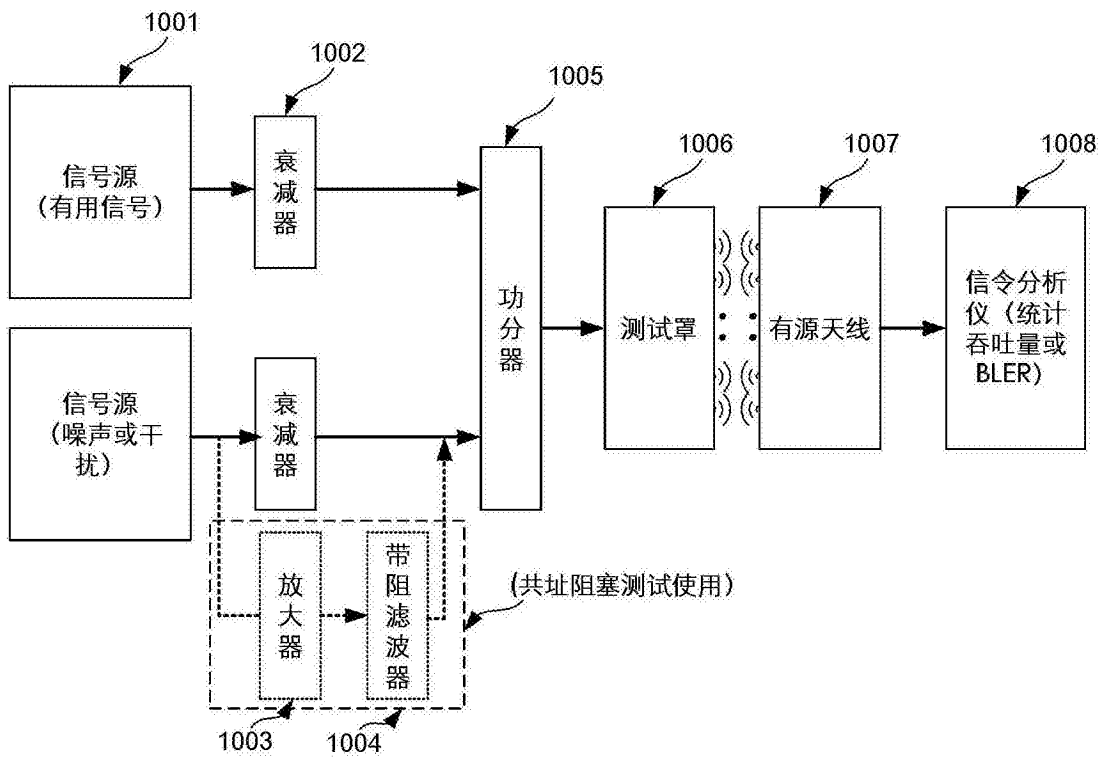 1001
1002
1005
1006
1007
1008
信号源
（有用信号）
衰
减
器
功
分
器
测试罩
有源天线
信令分析
仪（统计
吞吐量或
BLER）
信号源
（噪声或干
扰）
衰
减
器
放
大
器
带
阻
滤
波
器
(共址阻塞测试使用）
1003
1004